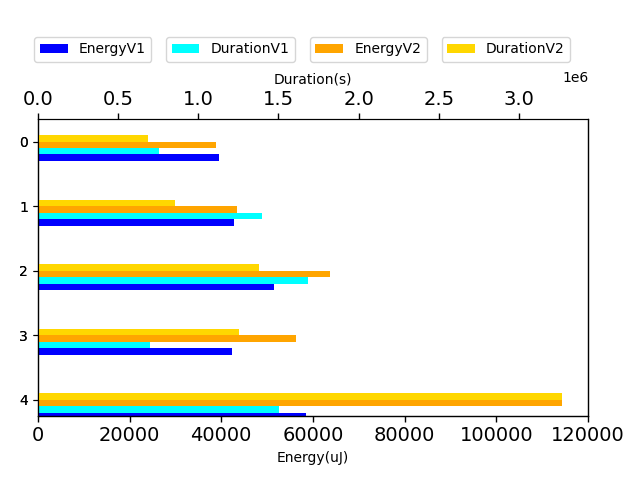 EnergyV1 DurationV1 EnergyV2 DurationV2
Duration(s)
1e6
0.0 0.5 1.0 1.5 2.0 2.5 3.0
0
1
2
3
4
0 20000 40000 60000 80000 100000 120000
Energy(uJ)